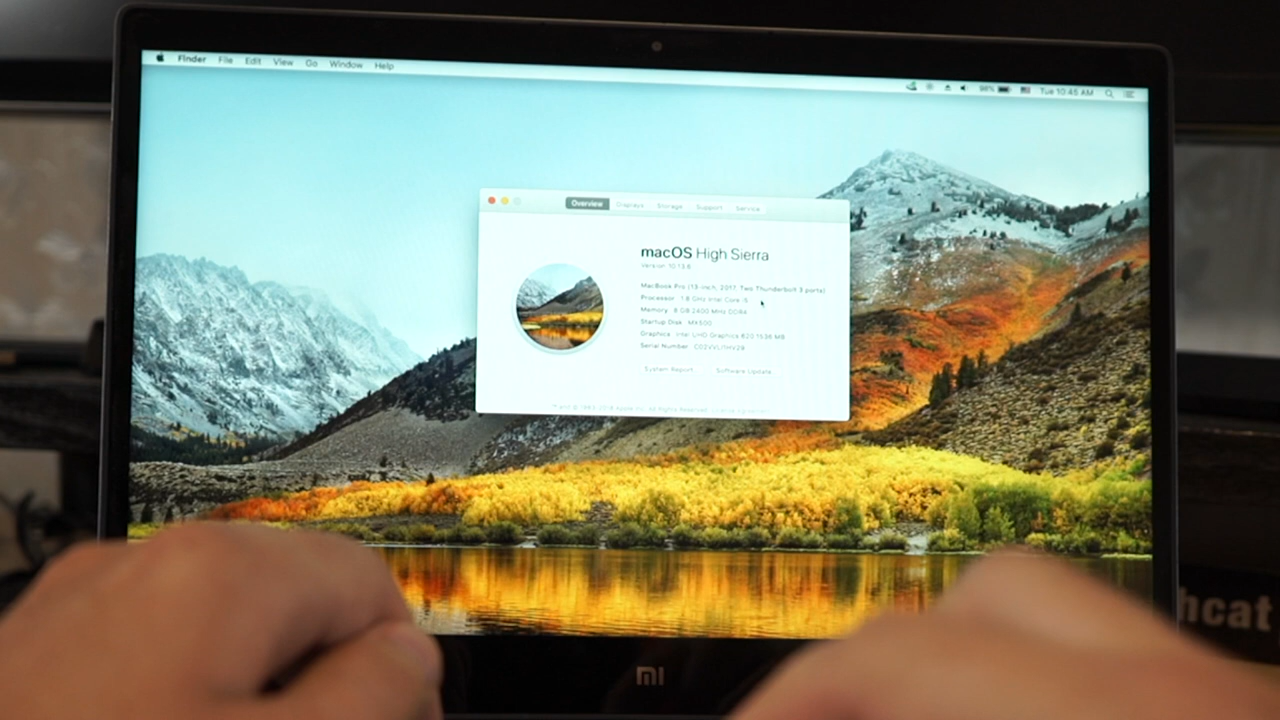 Finder File Edit View Go Window Help
98% Tue 10:45 AM
Overview Displays Storage Support Service
macOS High Sierra
Version 10.13.6
MacBook Pro (13-inch, 2017, Two Thunderbolt 3 ports)
Processor 1.8 GHz Intel Core i5
Memory 8 GB 2400 MHz DDR4
Startup Disk MX500
Graphics Intel UHD Graphics 620 1536 MB
Serial Number
System Report... Software Update...
mi
hcat